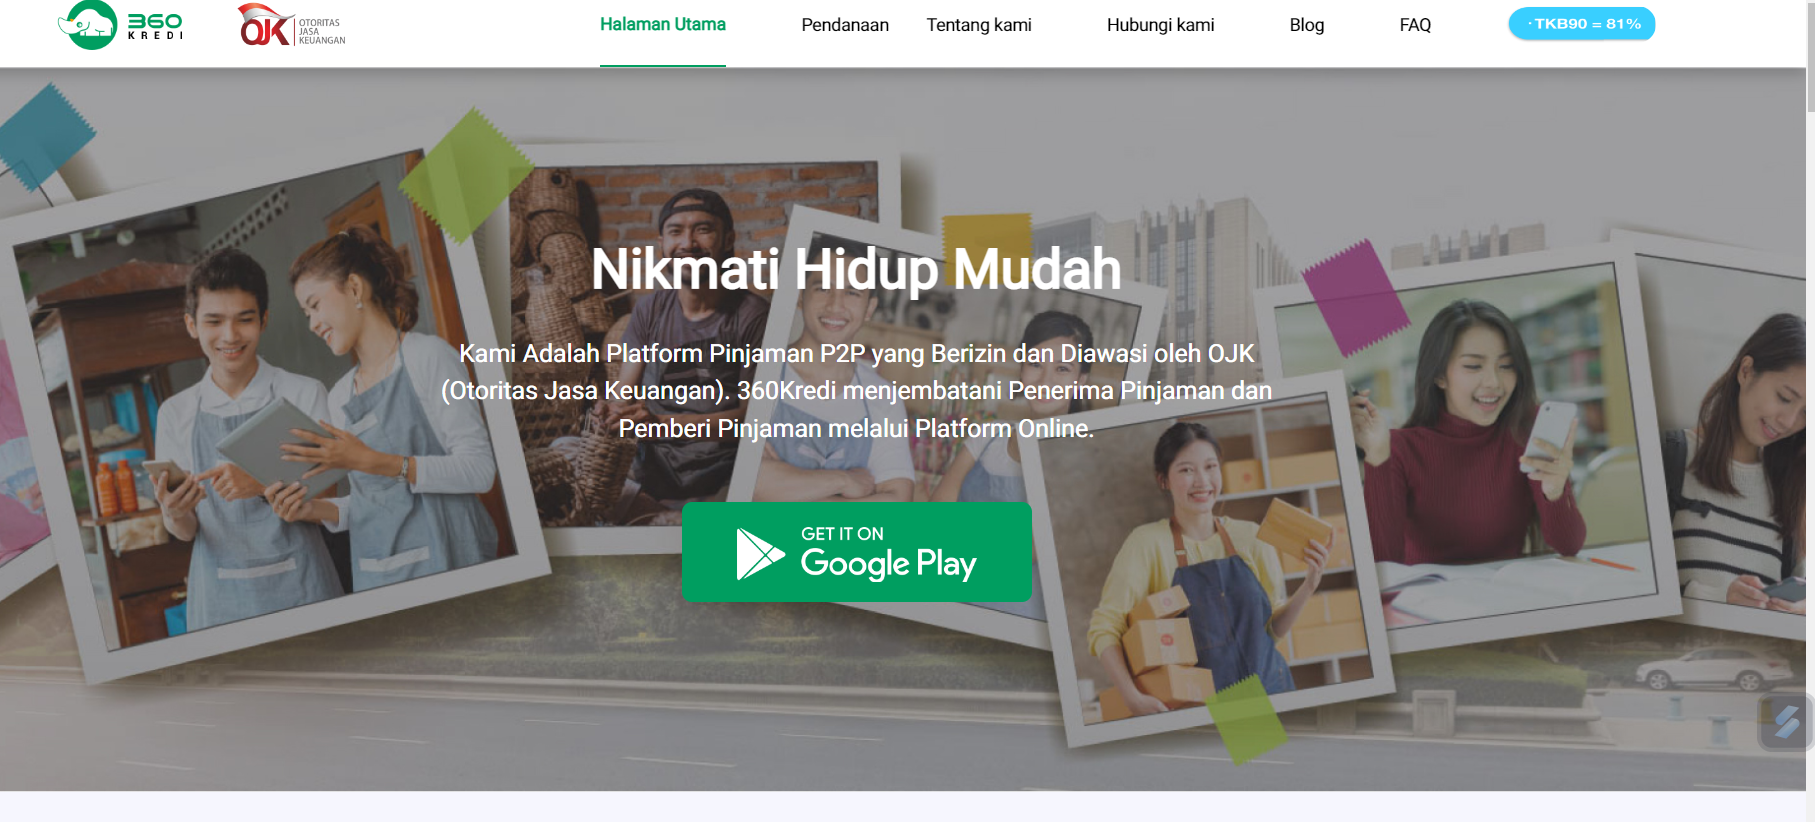 360
KREDI
OJK
OTORITAS
JASA
KEUANGAN
Halaman Utama
Pendanaan
Tentang kami
Hubungi kami
Blog
FAQ
· TKB90 = 81%
Nikmati Hidup Mudah
Kami Adalah Platform Pinjaman P2P yang Berizin dan Diawasi oleh OJK
(Otoritas Jasa Keuangan). 360Kredi menjembatani Penerima Pinjaman dan
Pemberi Pinjaman melalui Platform Online.
GET IT ON
Google Play